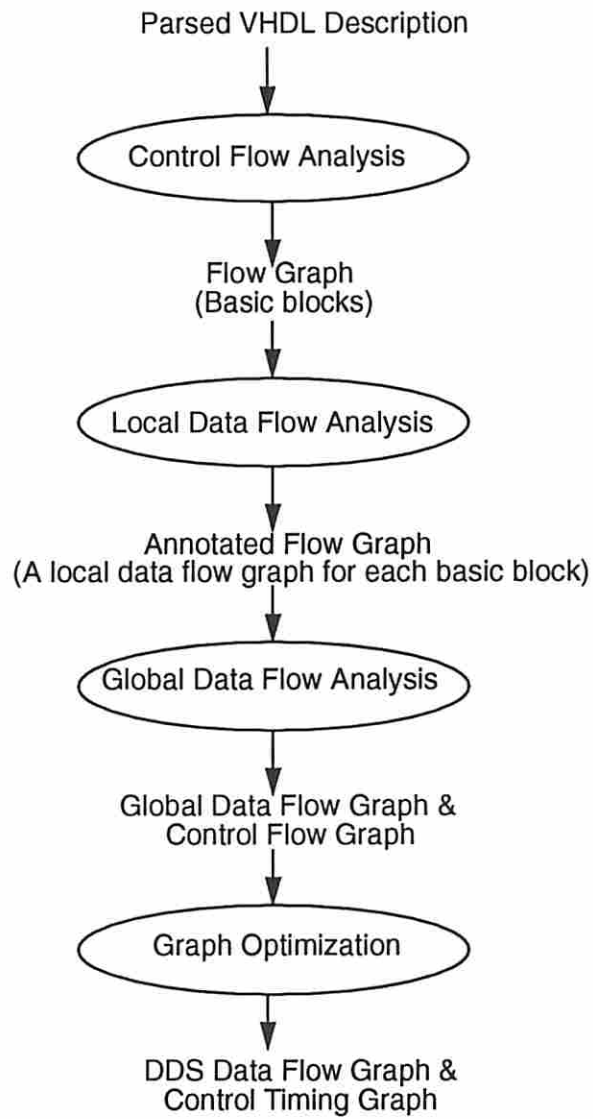 Parsed VHDL Description
Control Flow Analysis
Flow Graph
(Basic blocks)
Local Data Flow Analysis
Annotated Flow Graph
(A local data flow graph for each basic block)
Global Data Flow Analysis
Global Data Flow Graph &
Control Flow Graph
Graph Optimization
DDS Data Flow Graph &
Control Timing Graph